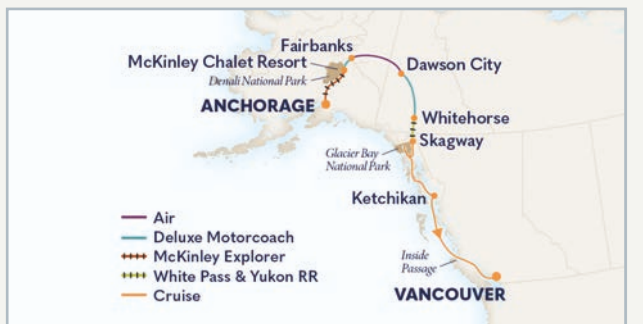 Fairbanks
McKinley Chalet Resort
Denali National Park
Dawson City
ANCHORAGE
Whitehorse
Skagway
Glacier Bay
National Park
Ketchikan
Air
Deluxe Motorcoach
McKinley Explorer
White Pass & Yukon RR
Cruise
Inside
Passage
VANCOUVER